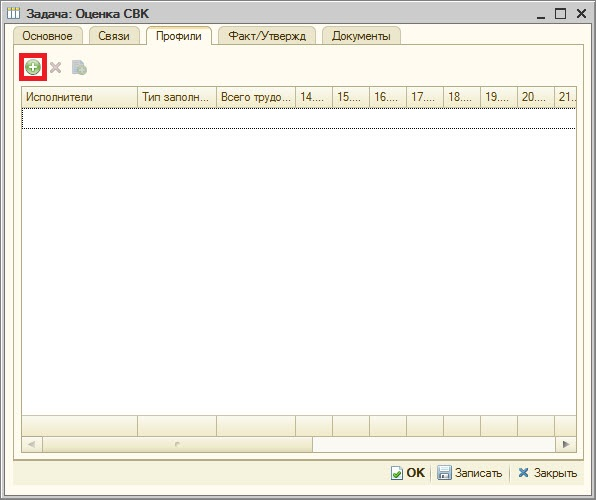 Задача: Оценка СВК
Основное Связи Профили Факт/Утвержд Документы
Исполнители Тип заполн... Всего трудо... 14.... 15.... 16.... 17.... 18.... 19.... 20.... 21...
OK Записать Закрыть